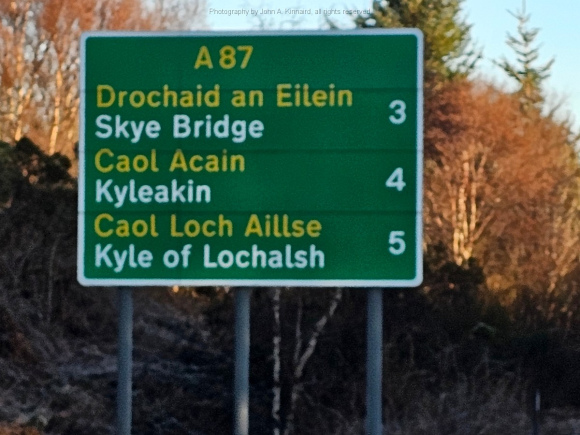 Photography by John A. Kinnaird, all rights reserved
A87
Drochaid an Eilein
Skye Bridge 3
Caol Acain
Kyleakin 4
Caol Loch Aillse
Kyle of Lochalsh 5